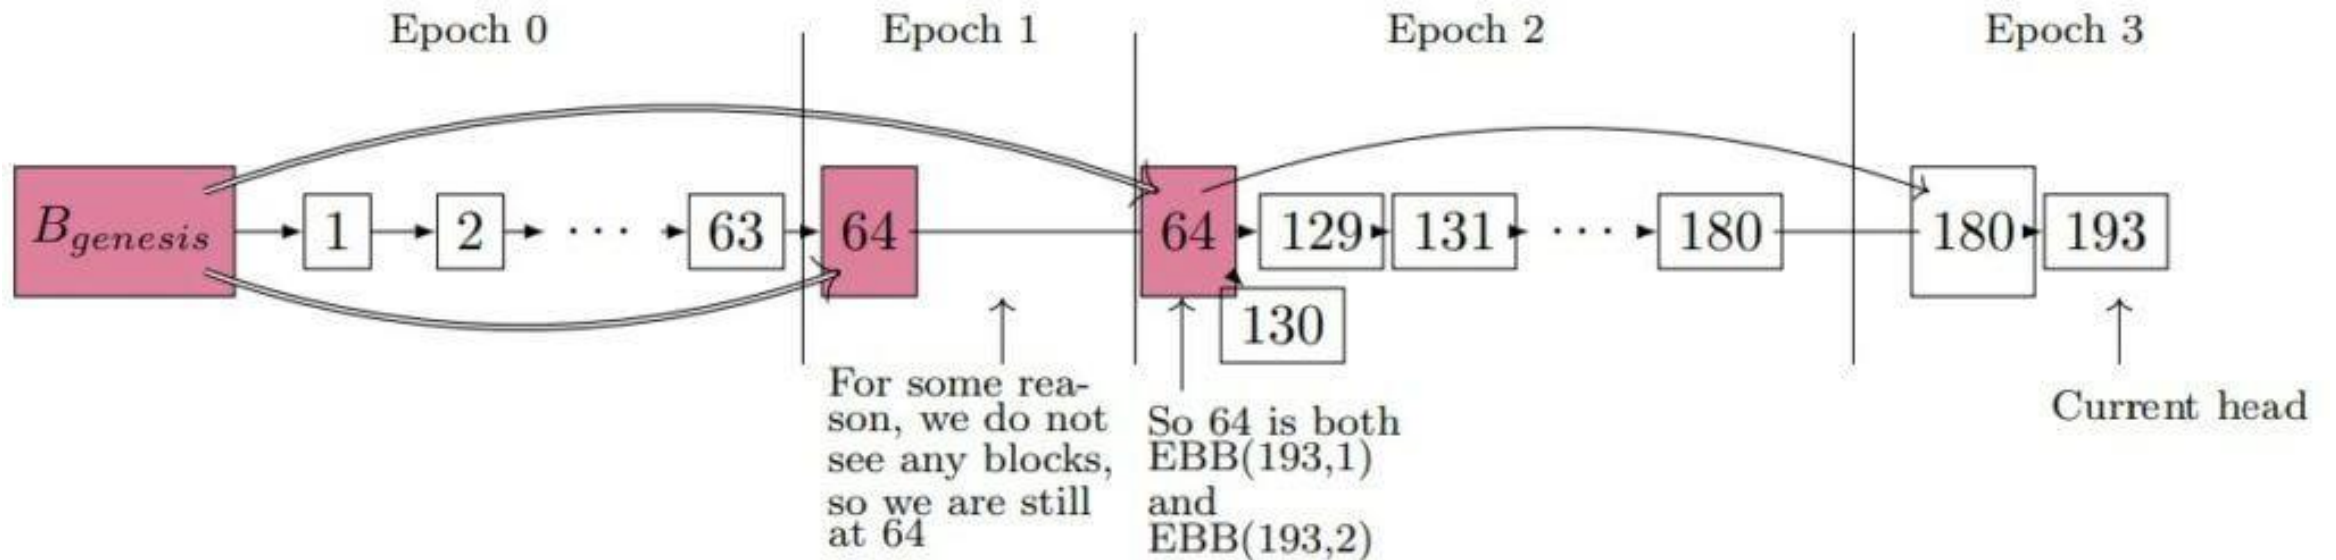 Epoch 0
Epoch 1
Epoch 2
Epoch 3
B_genesis
1
2
· · ·
63
64
64
129
131
· · ·
180
180
193
130
For some rea-
son, we do not
see any blocks,
so we are still
at 64
So 64 is both
EBB(193,1)
and
EBB(193,2)
Current head